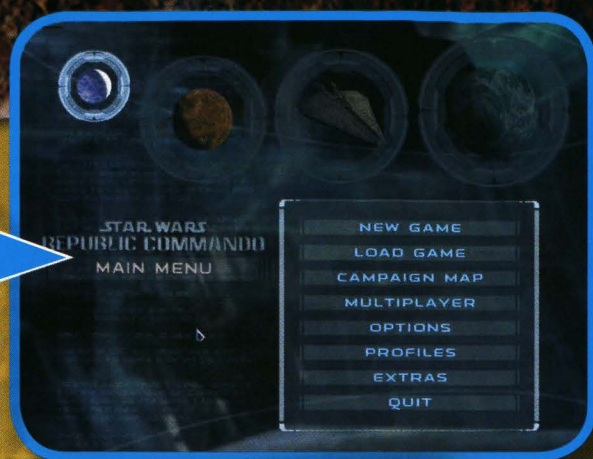 STAR WARS
REPUBLIC COMMANDO
MAIN MENU
NEW GAME
LOAD GAME
CAMPAIGN MAP
MULTIPLAYER
OPTIONS
PROFILES
EXTRAS
QUIT